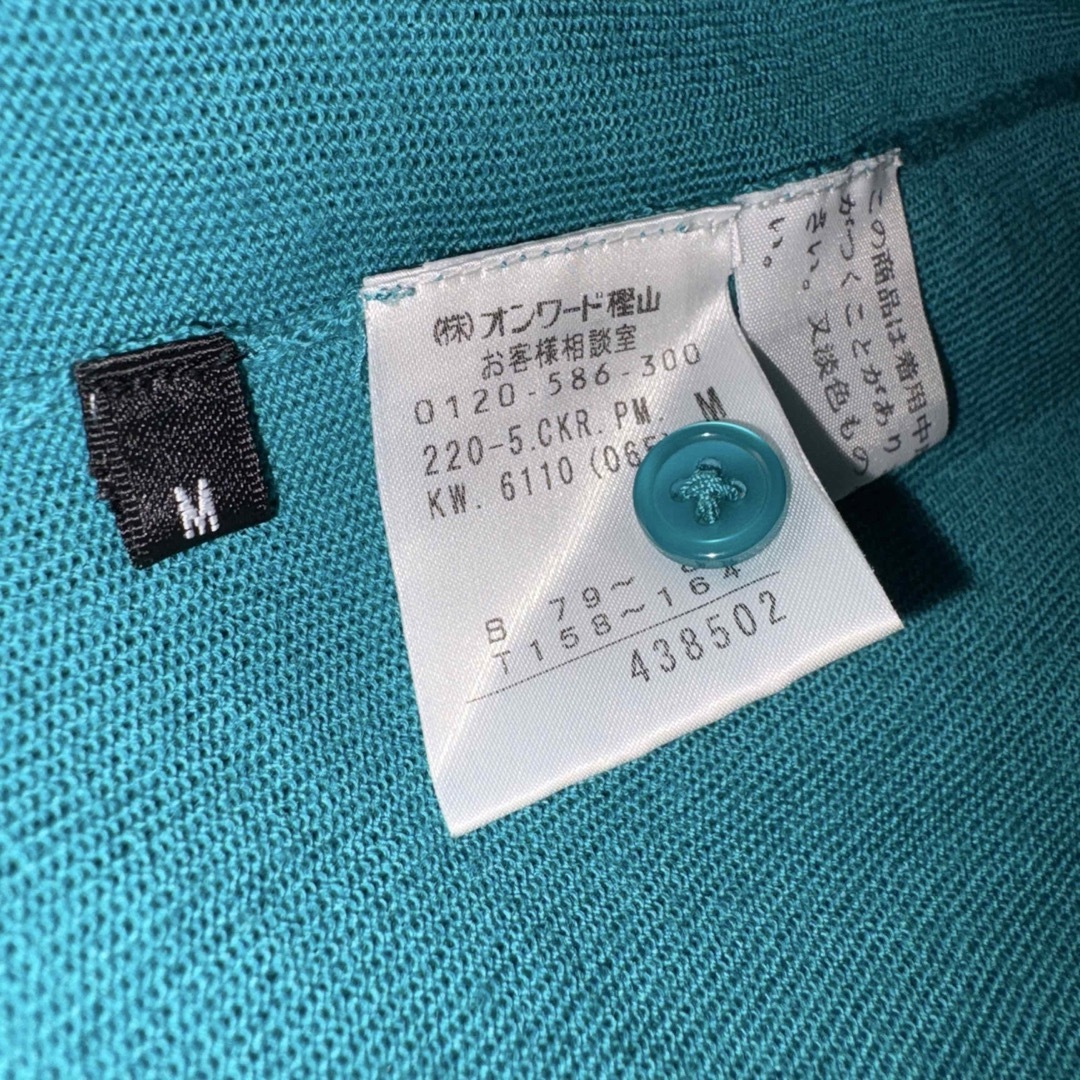 M
(株)オンワード樫山
お客様相談室
0120-586-300
220-5.CKR.PM. M
KW. 6110 (065
B 79~
T158~164
438502
この商品は着用中
がつくことがあり
さい。又淡色もの
い。